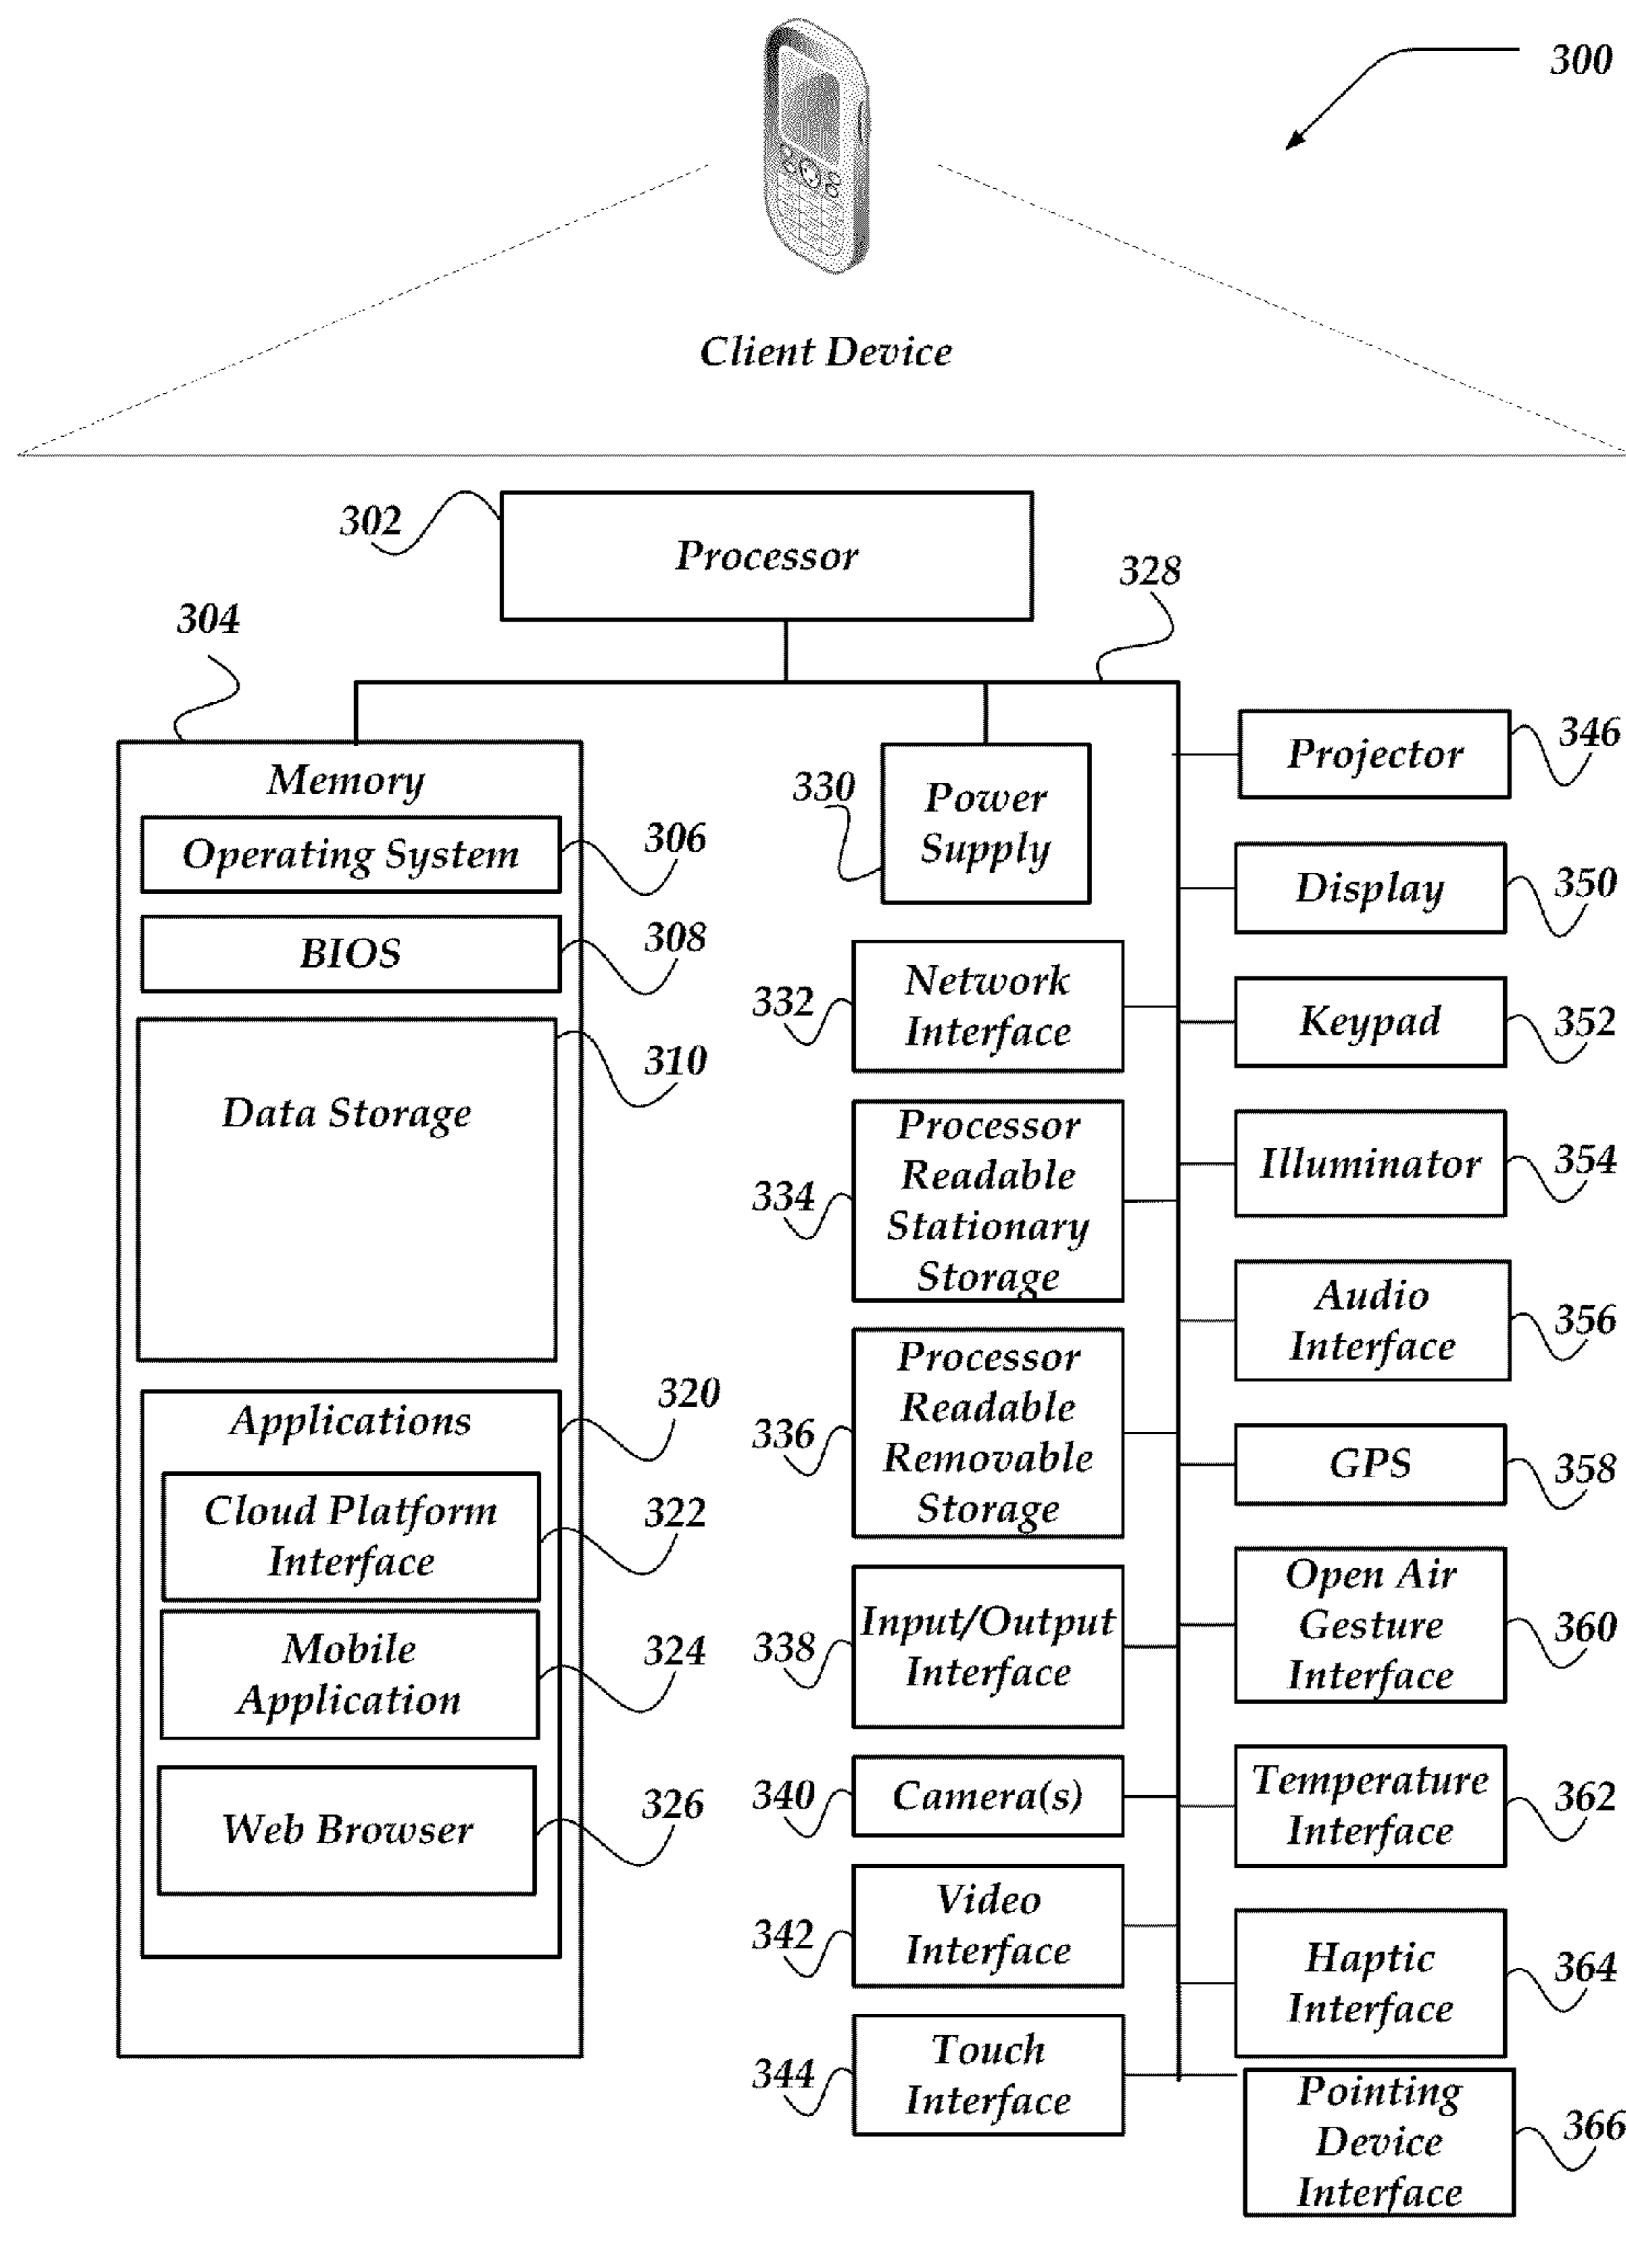 300
Client Device
302
Processor
328
304
Memory
Operating System
306
BIOS
308
Data Storage
310
Applications
320
Cloud Platform
Interface
322
Mobile
Application
324
Web Browser
326
330
Power
Supply
332
Network
Interface
334
Processor
Readable
Stationary
Storage
336
Processor
Readable
Removable
Storage
338
Input/Output
Interface
340
Camera(s)
342
Video
Interface
344
Touch
Interface
Projector
346
Display
350
Keypad
352
Illuminator
354
Audio
Interface
356
GPS
358
Open Air
Gesture
Interface
360
Temperature
Interface
362
Haptic
Interface
364
Pointing
Device
Interface
366